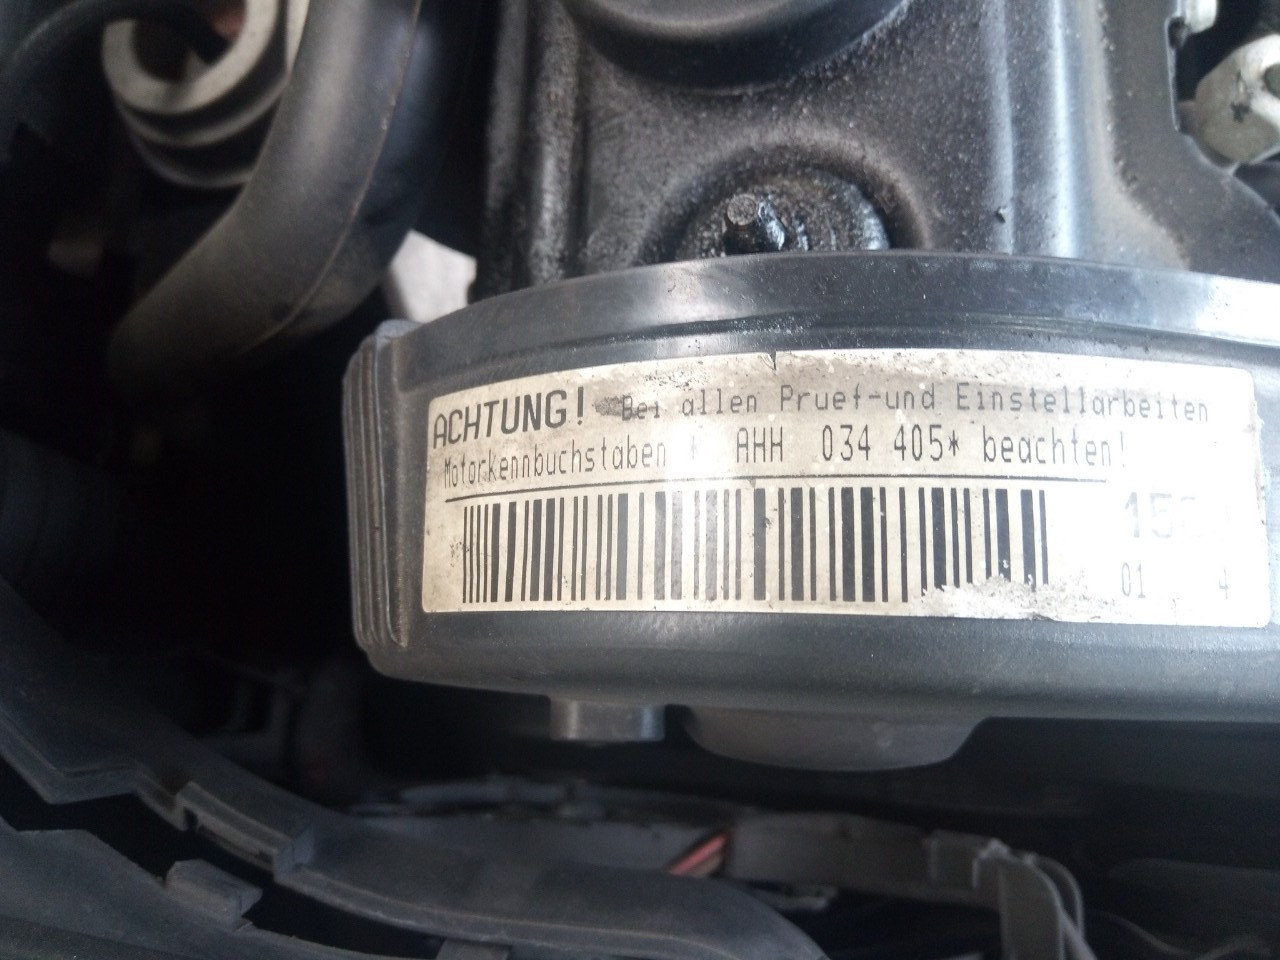 ACHTUNG! Bei allen Pruef-und Einstellarbeiten
Motorkennbuchstaben * AHH 034 405* beachten!
01 4